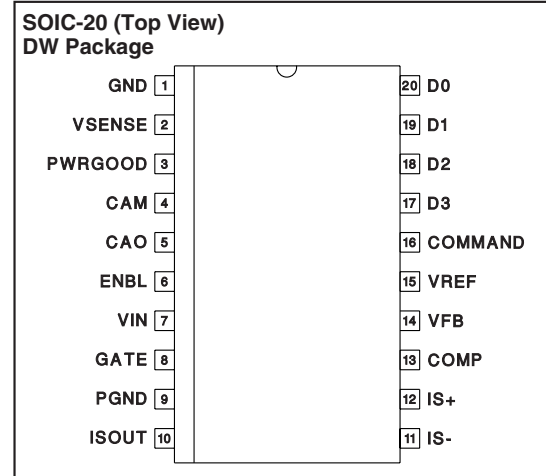 SOIC-20 (Top View)
DW Package
GND 1 20 D0
VSENSE 2 19 D1
PWRGOOD 3 18 D2
CAM 4 17 D3
CAO 5 16 COMMAND
ENBL 6 15 VREF
VIN 7 14 VFB
GATE 8 13 COMP
PGND 9 12 IS+
ISOUT 10 11 IS-